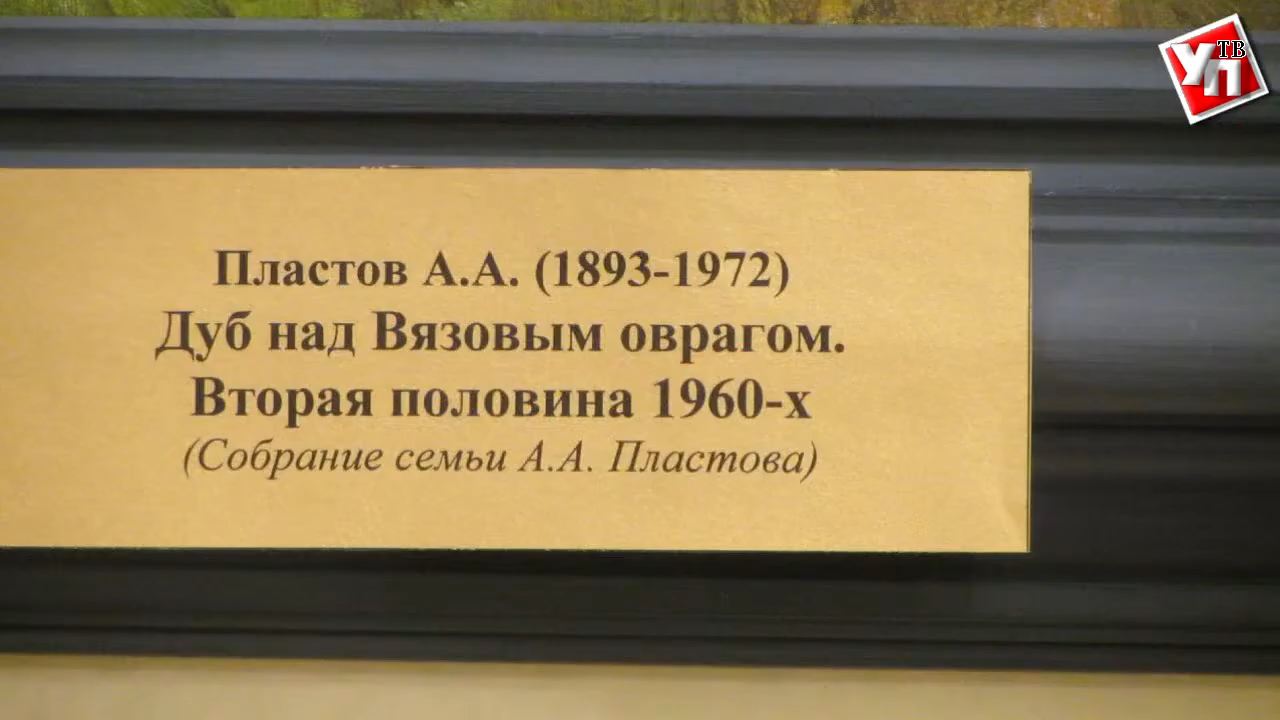 УП ТВ
Пластов А.А. (1893-1972)
Дуб над Вязовым оврагом.
Вторая половина 1960-х
(Собрание семьи А.А. Пластова)